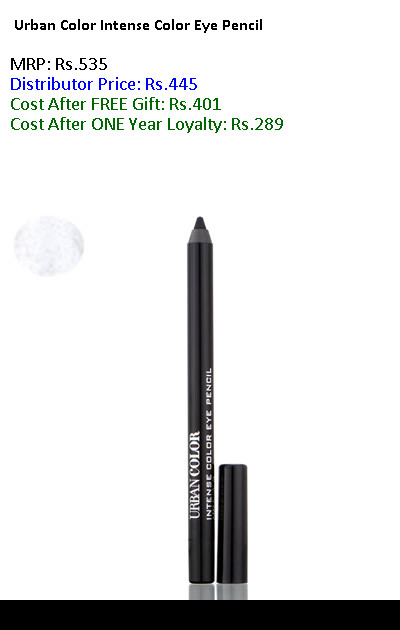 Urban Color Intense Color Eye Pencil
MRP: Rs.535
Distributor Price: Rs.445
Cost After FREE Gift: Rs.401
Cost After ONE Year Loyalty: Rs.289
URBAN COLOR
INTENSE COLOR EYE PENCIL